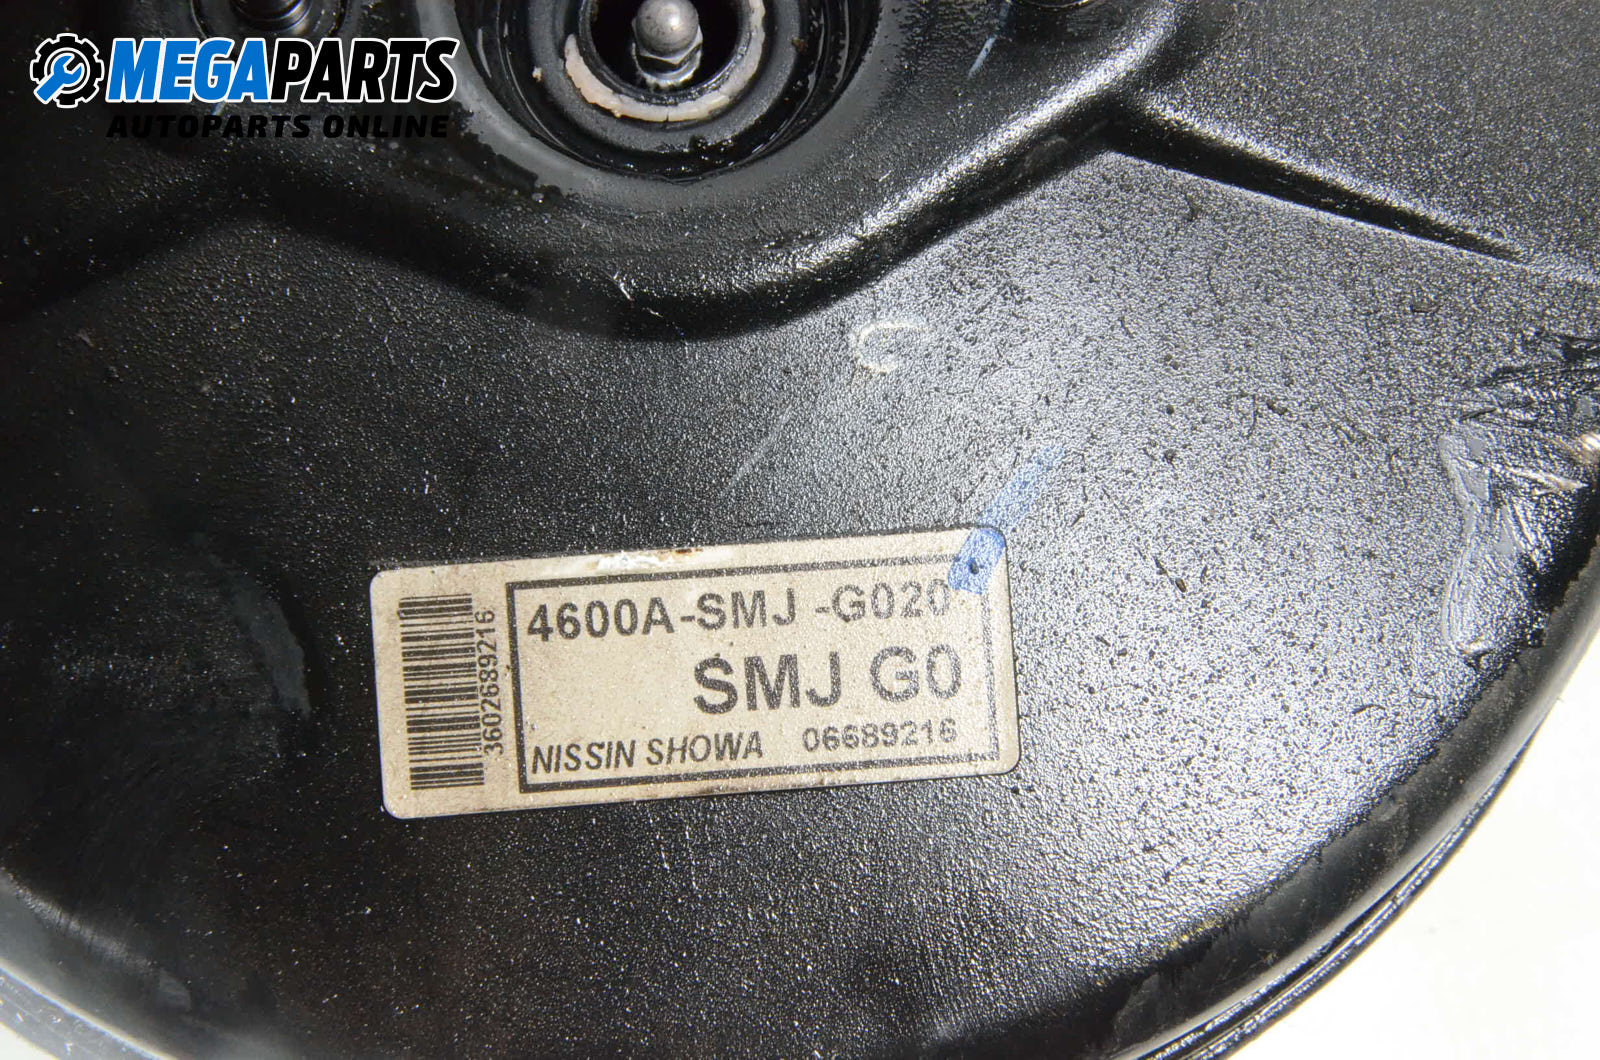 MEGAPARTS
AUTOPARTS ONLINE
4600A-SMJ -G020
SMJ G0
NISSIN SHOWA 06689216
3602689216